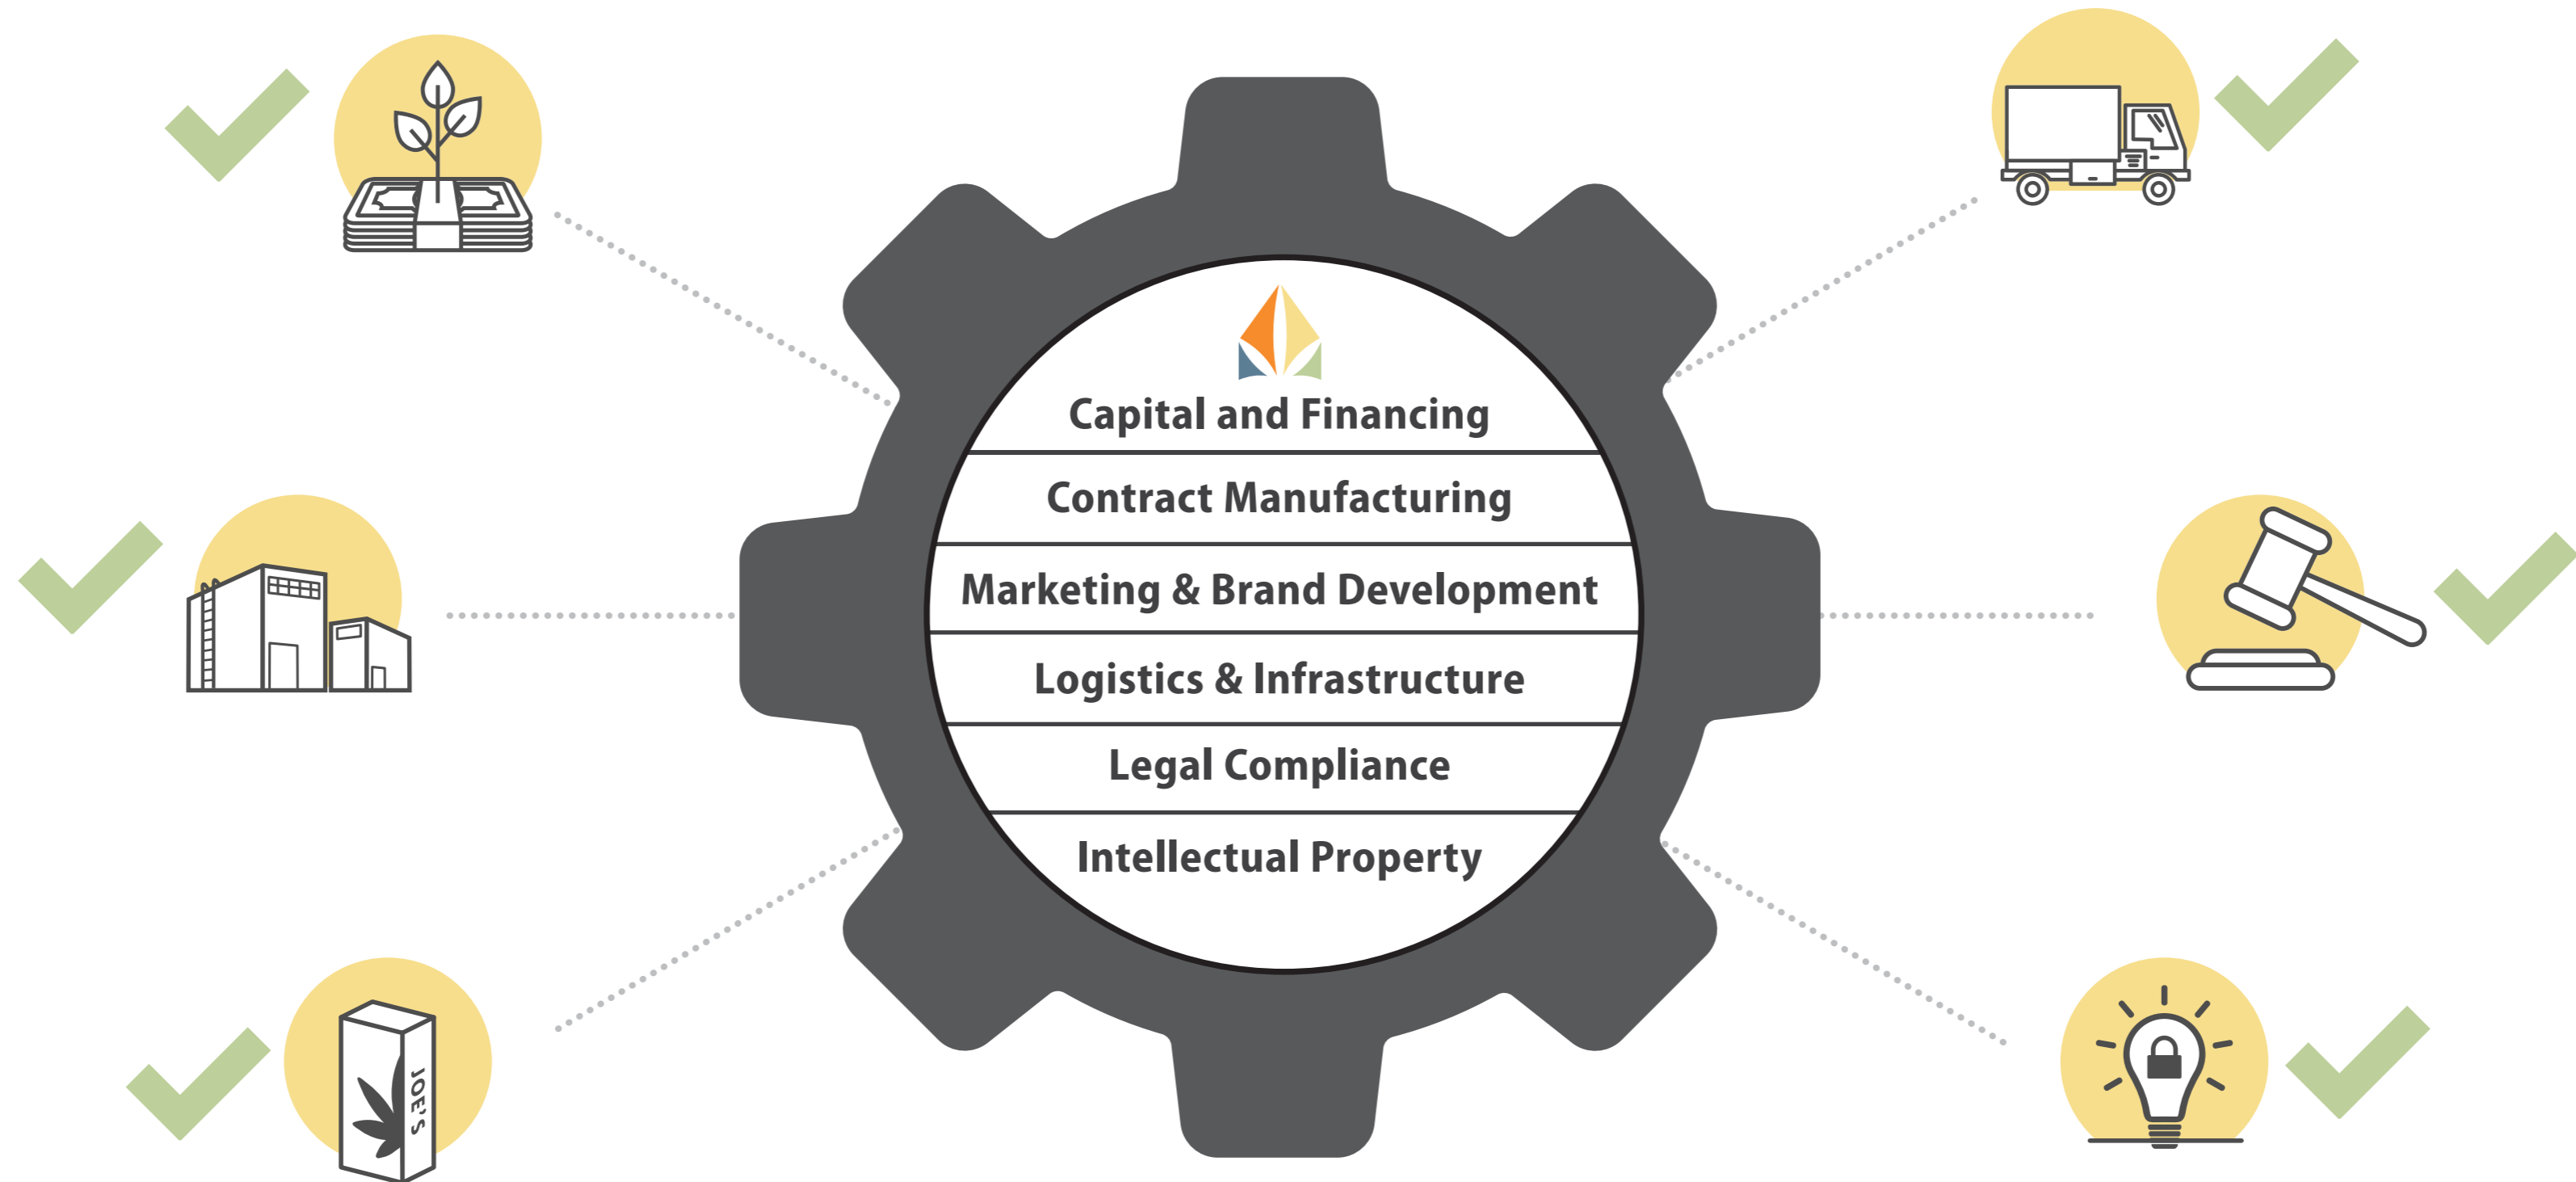 Capital and Financing
Contract Manufacturing
Marketing & Brand Development
Logistics & Infrastructure
Legal Compliance
Intellectual Property
JOE'S